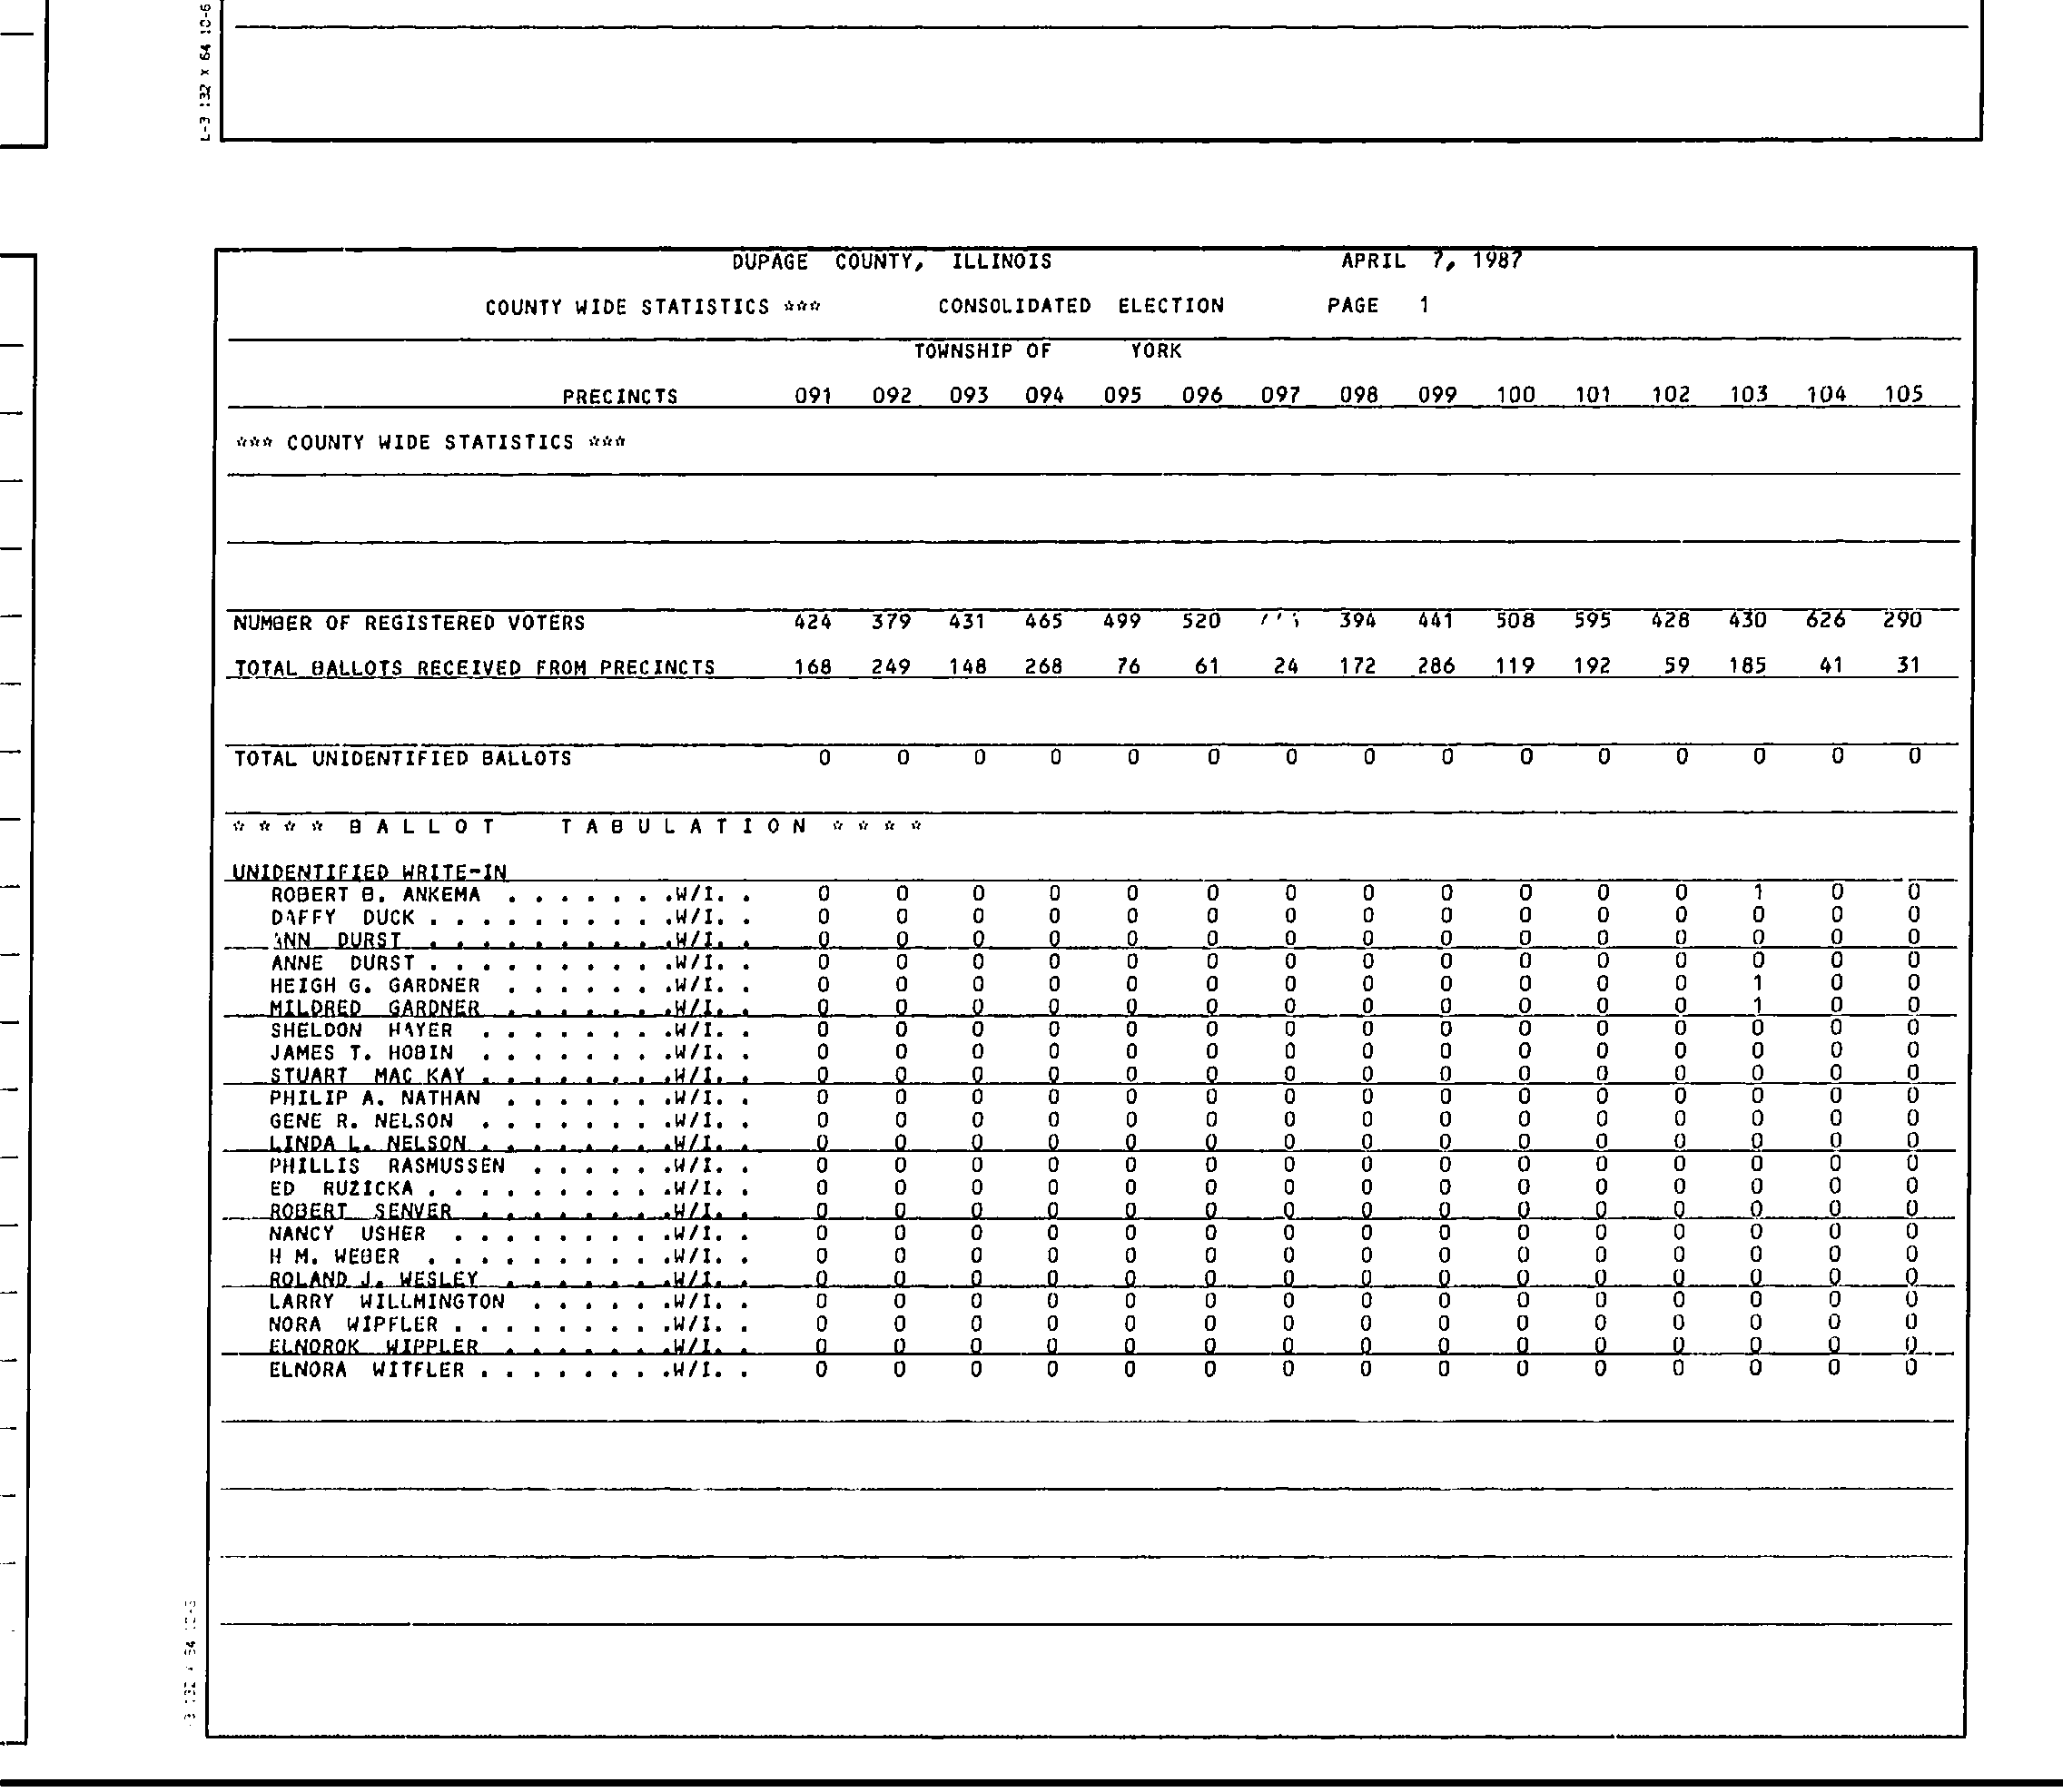 L-3 132 X 64 10-6
DUPAGE COUNTY, ILLINOIS APRIL 7, 1987
COUNTY WIDE STATISTICS *** CONSOLIDATED ELECTION PAGE 1
TOWNSHIP OF YORK
PRECINCTS 091 092 093 094 095 096 097 098 099 100 101 102 103 104 105
*** COUNTY WIDE STATISTICS ***
NUMBER OF REGISTERED VOTERS 424 379 431 465 499 520 394 441 508 595 428 430 626 290
TOTAL BALLOTS RECEIVED FROM PRECINCTS 168 249 148 268 76 61 24 172 286 119 192 59 185 41 31
TOTAL UNIDENTIFIED BALLOTS 0 0 0 0 0 0 0 0 0 0 0 0 0 0 0
* * * * B A L L O T T A B U L A T I O N * * * *
UNIDENTIFIED WRITE-IN
ROBERT B. ANKEMA . . . . . . .W/I. . 0 0 0 0 0 0 0 0 0 0 0 0 1 0 0
DAFFY DUCK . . . . . . . . . .W/I. . 0 0 0 0 0 0 0 0 0 0 0 0 0 0 0
ANN DURST . . . . . . . . . .W/I. . 0 0 0 0 0 0 0 0 0 0 0 0 0 0 0
ANNE DURST . . . . . . . . . .W/I. . 0 0 0 0 0 0 0 0 0 0 0 0 0 0 0
HEIGH G. GARDNER . . . . . . .W/I. . 0 0 0 0 0 0 0 0 0 0 0 0 1 0 0
MILDRED GARDNER . . . . . . .W/I. . 0 0 0 0 0 0 0 0 0 0 0 0 1 0 0
SHELDON HAYER . . . . . . . .W/I. . 0 0 0 0 0 0 0 0 0 0 0 0 0 0 0
JAMES T. HOBIN . . . . . . . .W/I. . 0 0 0 0 0 0 0 0 0 0 0 0 0 0 0
STUART MAC KAY . . . . . . . .W/I. . 0 0 0 0 0 0 0 0 0 0 0 0 0 0 0
PHILIP A. NATHAN . . . . . . .W/I. . 0 0 0 0 0 0 0 0 0 0 0 0 0 0 0
GENE R. NELSON . . . . . . . .W/I. . 0 0 0 0 0 0 0 0 0 0 0 0 0 0 0
LINDA L. NELSON . . . . . . . .W/I. . 0 0 0 0 0 0 0 0 0 0 0 0 0 0 0
PHILLIS RASMUSSEN . . . . . .W/I. . 0 0 0 0 0 0 0 0 0 0 0 0 0 0 0
ED RUZICKA . . . . . . . . . .W/I. . 0 0 0 0 0 0 0 0 0 0 0 0 0 0 0
ROBERT SENVER . . . . . . . .W/I. . 0 0 0 0 0 0 0 0 0 0 0 0 0 0 0
NANCY USHER . . . . . . . . .W/I. . 0 0 0 0 0 0 0 0 0 0 0 0 0 0 0
H M. WEBER . . . . . . . . . .W/I. . 0 0 0 0 0 0 0 0 0 0 0 0 0 0 0
ROLAND J. WESLEY . . . . . . .W/I. . 0 0 0 0 0 0 0 0 0 0 0 0 0 0 0
LARRY WILLMINGTON . . . . . .W/I. . 0 0 0 0 0 0 0 0 0 0 0 0 0 0 0
NORA WIPFLER . . . . . . . . .W/I. . 0 0 0 0 0 0 0 0 0 0 0 0 0 0 0
ELNOROK WIPPLER . . . . . . .W/I. . 0 0 0 0 0 0 0 0 0 0 0 0 0 0 0
ELNORA WITFLER . . . . . . . .W/I. . 0 0 0 0 0 0 0 0 0 0 0 0 0 0 0